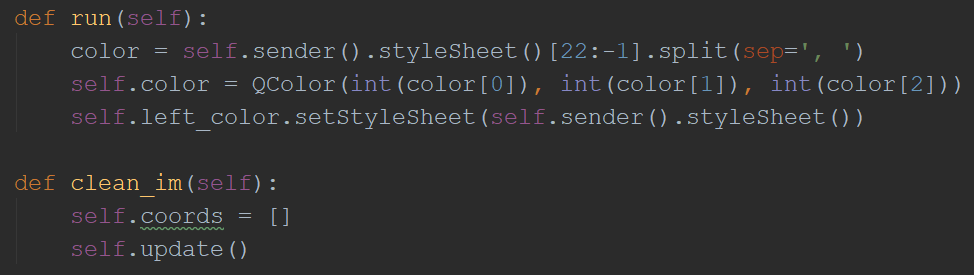 def run(self):
    color = self.sender().styleSheet()[22:-1].split(sep=', ')
    self.color = QColor(int(color[0]), int(color[1]), int(color[2]))
    self.left_color.setStyleSheet(self.sender().styleSheet())

def clean_im(self):
    self.coords = []
    self.update()